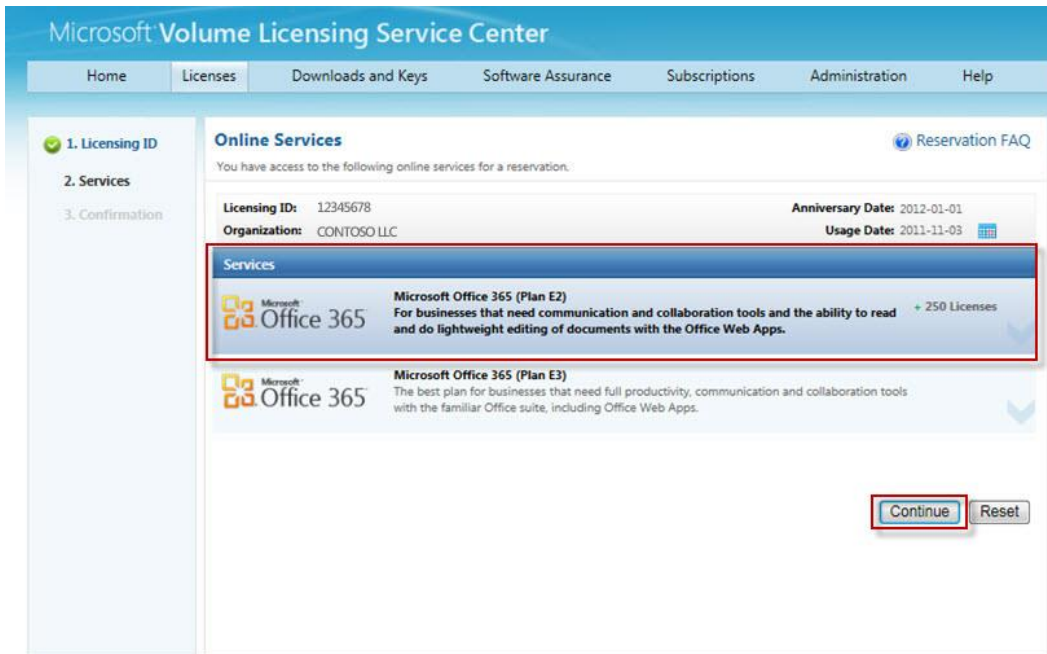 Microsoft Volume Licensing Service Center
Home Licenses Downloads and Keys Software Assurance Subscriptions Administration Help
1. Licensing ID
2. Services
3. Confirmation
Online Services
Reservation FAQ
You have access to the following online services for a reservation.
Licensing ID: 12345678
Anniversary Date: 2012-01-01
Organization: CONTOSO LLC
Usage Date: 2011-11-03
Services
Microsoft Office 365
Microsoft Office 365 (Plan E2)
For businesses that need communication and collaboration tools and the ability to read
and do lightweight editing of documents with the Office Web Apps.
+ 250 Licenses
Microsoft Office 365
Microsoft Office 365 (Plan E3)
The best plan for businesses that need full productivity, communication and collaboration tools
with the familiar Office suite, including Office Web Apps.
Continue Reset